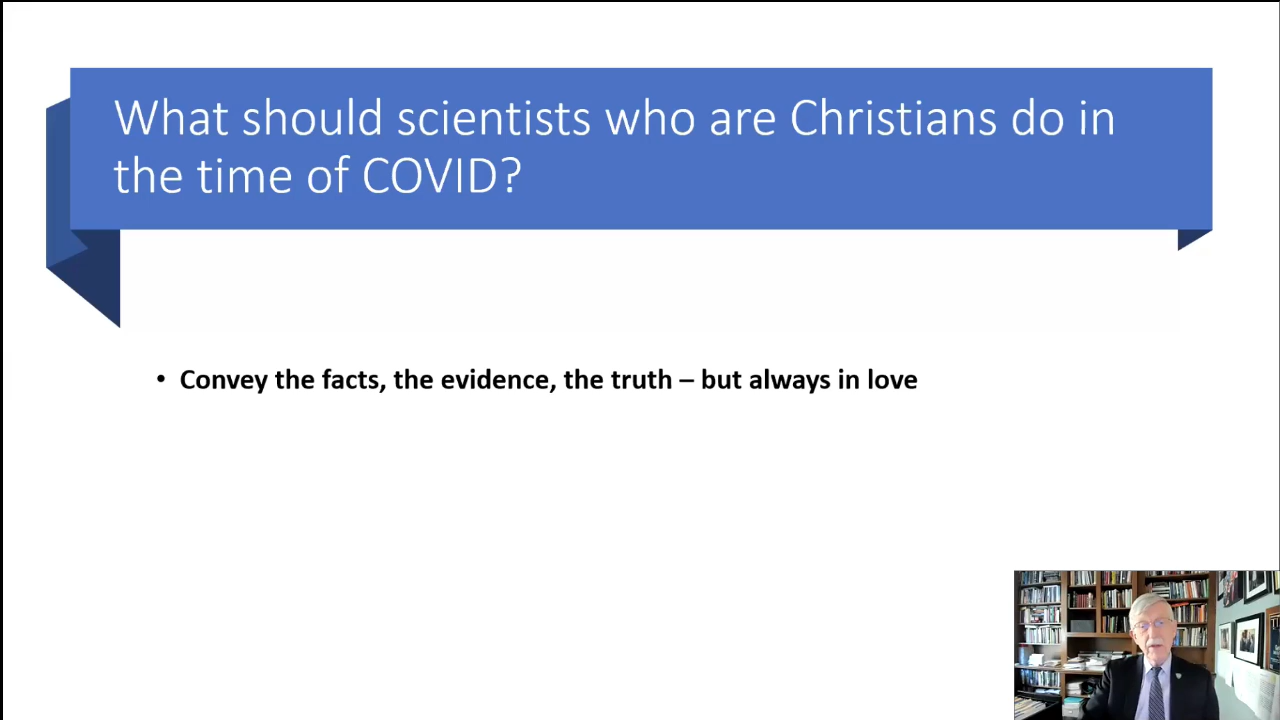 What should scientists who are Christians do in
the time of COVID?
• Convey the facts, the evidence, the truth – but always in love